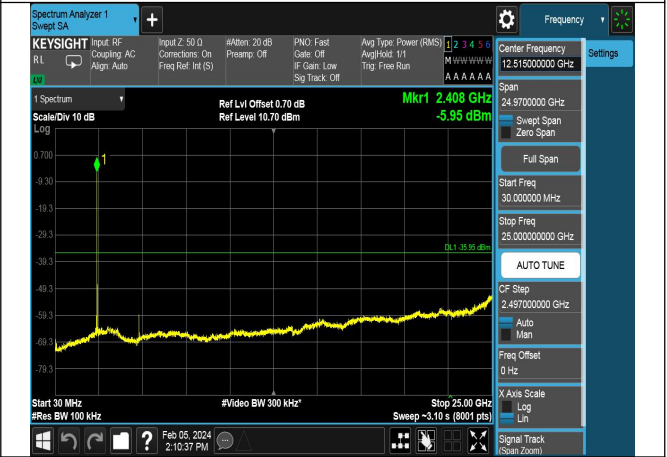 Spectrum Analyzer 1
Swept SA
+
Frequency
KEYSIGHT
RL
Input: RF
Coupling: AC
Align: Auto
Input Z: 50 Ω
Corrections: On
Freq Ref: Int (S)
#Atten: 20 dB
Preamp: Off
PNO: Fast
Gate: Off
IF Gain: Low
Sig Track: Off
Avg Type: Power (RMS)
Avg|Hold: 1/1
Trig: Free Run
1 2 3 4 5 6
M W W W W W
A A A A A A
1 Spectrum
Scale/Div 10 dB
Log
Ref Lvl Offset 0.70 dB
Ref Level 10.70 dBm
Mkr1 2.408 GHz
-5.95 dBm
1
0.700
-9.30
-19.3
-29.3
DL1 -35.95 dBm
-39.3
-49.3
-59.3
-69.3
-79.3
Start 30 MHz
#Res BW 100 kHz
#Video BW 300 kHz*
Stop 25.00 GHz
Sweep ~3.10 s (8001 pts)
Feb 05, 2024
2:10:37 PM
Center Frequency
12.515000000 GHz
Settings
Span
24.9700000 GHz
Swept Span
Zero Span
Full Span
Start Freq
30.000000 MHz
Stop Freq
25.000000000 GHz
AUTO TUNE
CF Step
2.497000000 GHz
Auto
Man
Freq Offset
0 Hz
X Axis Scale
Log
Lin
Signal Track
(Span Zoom)